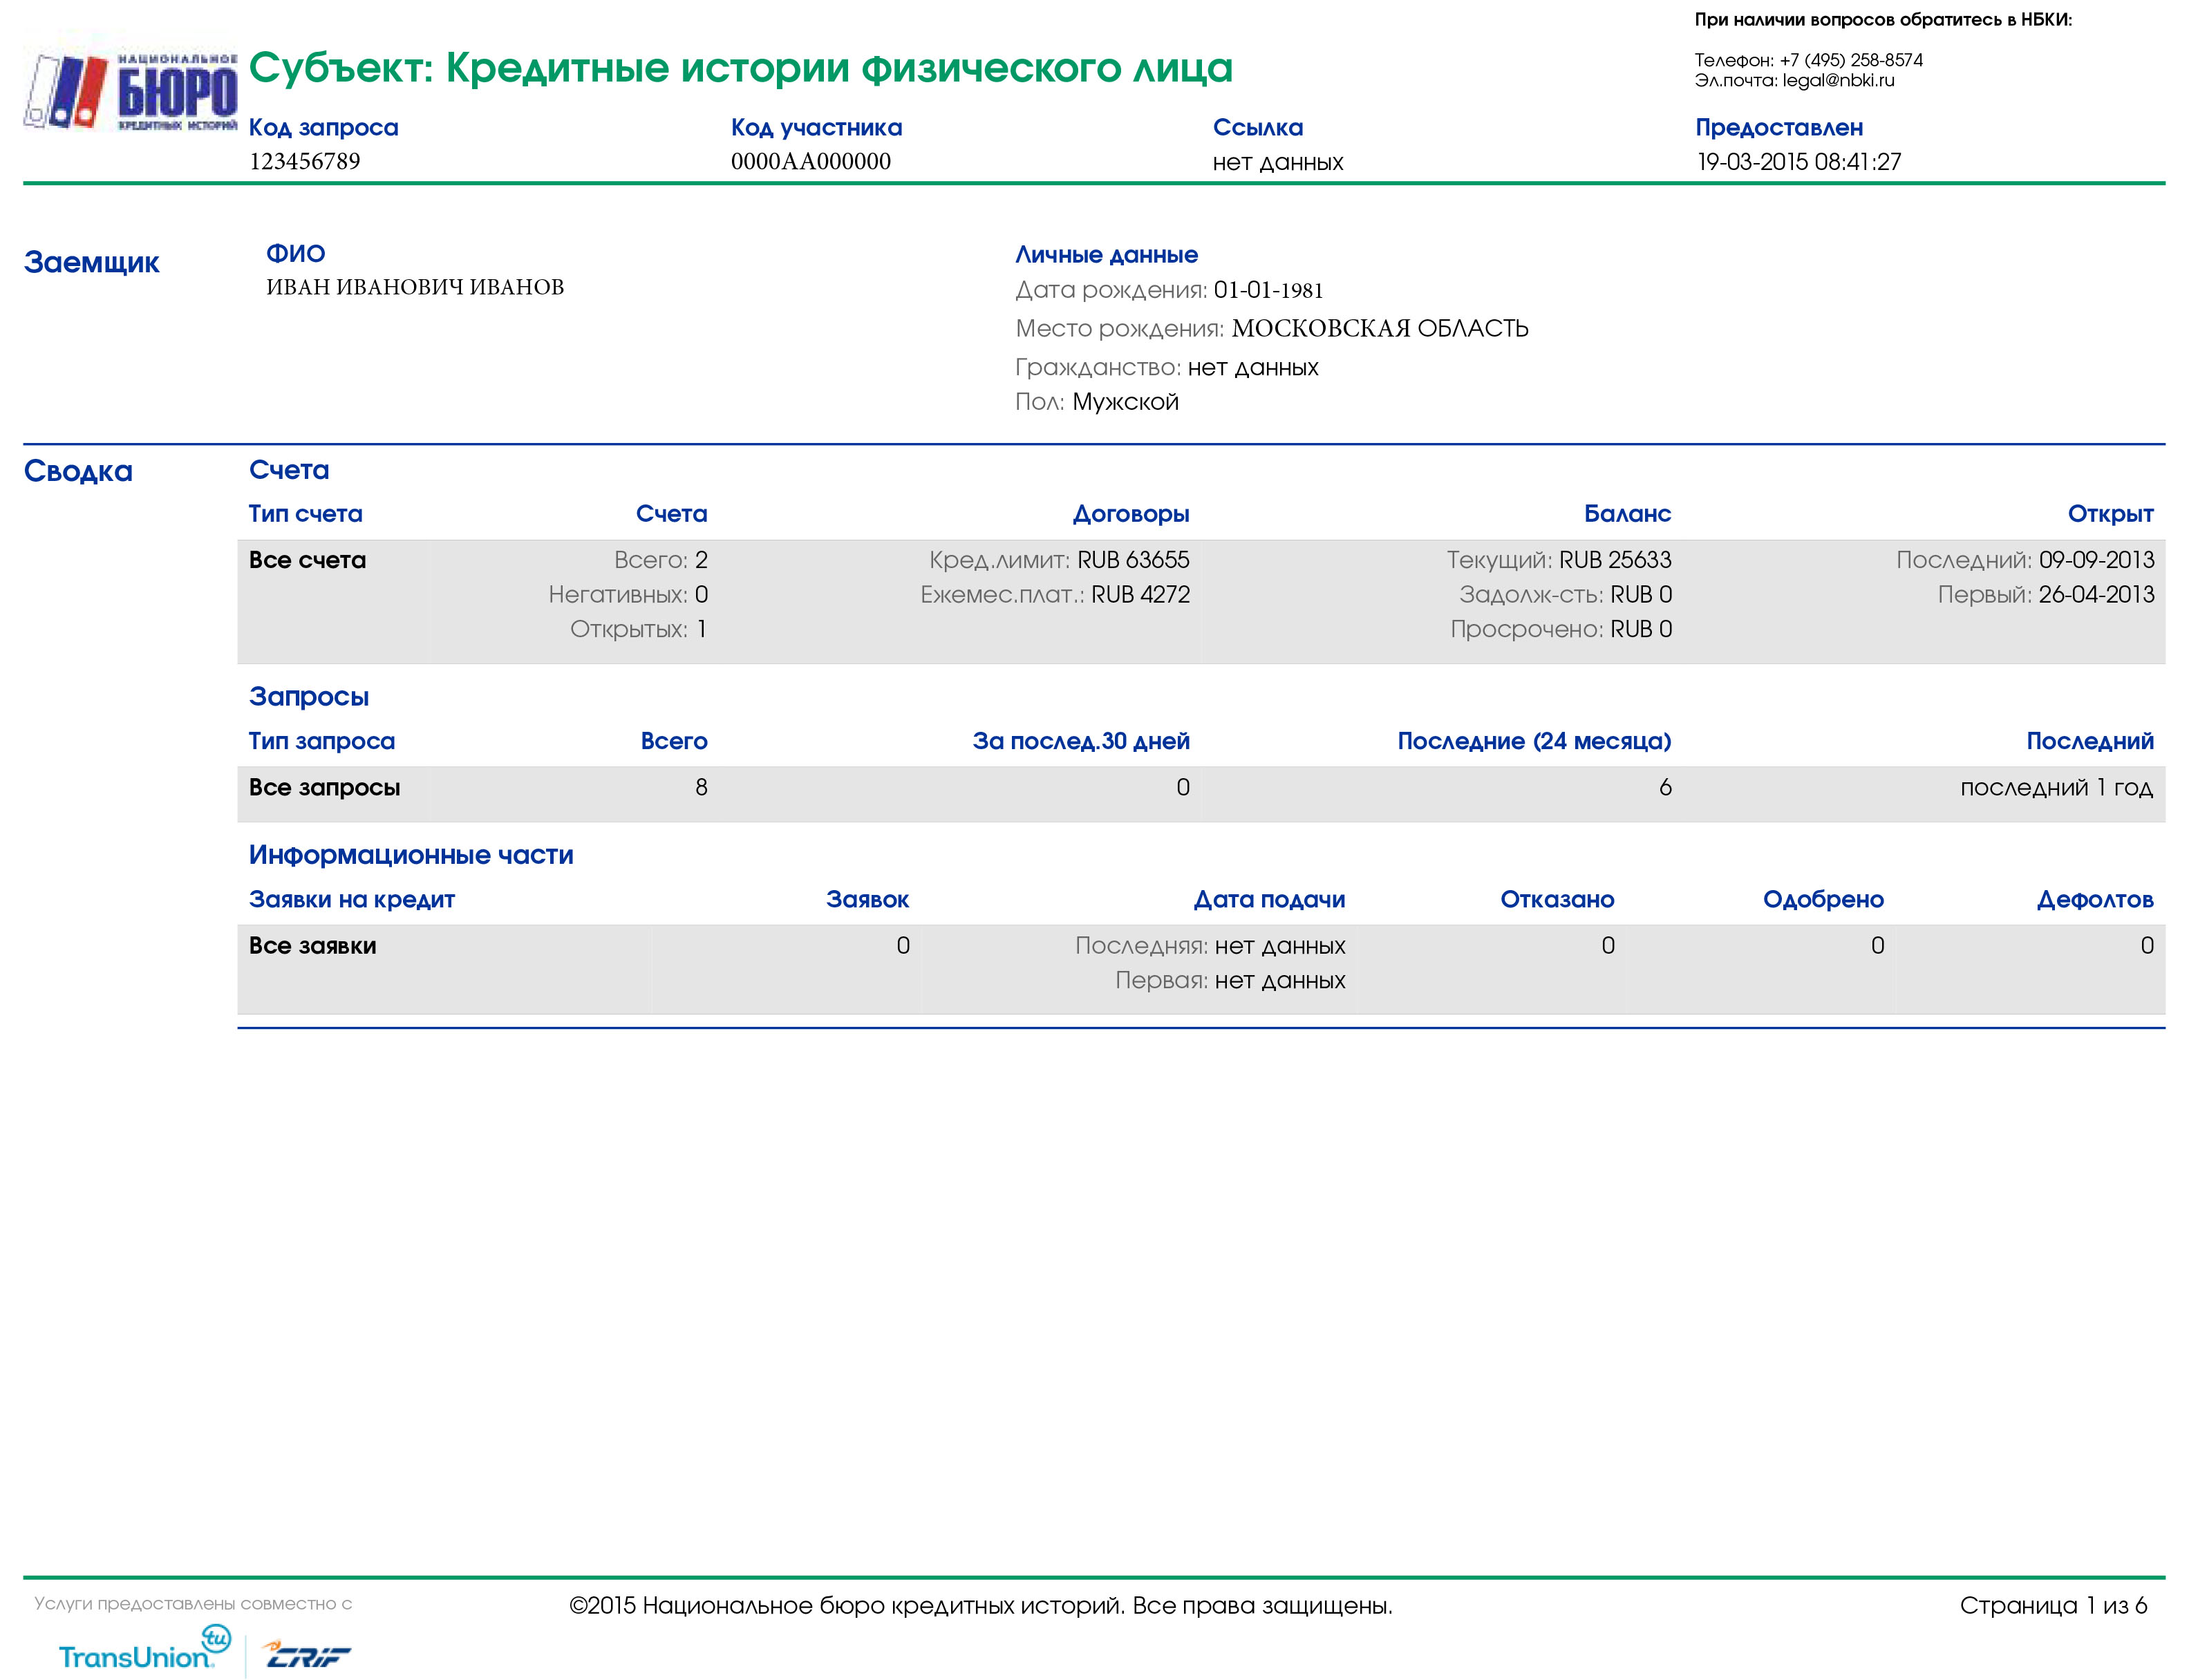 При наличии вопросов обратитесь в НБКИ:
Телефон: +7 (495) 258-8574
Эл.почта: legal@nbki.ru
НАЦИОНАЛЬНОЕ
БЮРО
КРЕДИТНЫХ ИСТОРИЙ
Субъект: Кредитные истории физического лица
Код запроса Код участника Ссылка Предоставлен
123456789 0000AA000000 нет данных 19-03-2015 08:41:27
Заемщик
ФИО
ИВАН ИВАНОВИЧ ИВАНОВ
Личные данные
Дата рождения: 01-01-1981
Место рождения: МОСКОВСКАЯ ОБЛАСТЬ
Гражданство: нет данных
Пол: Мужской
Сводка
Счета
Тип счета Счета Договоры Баланс Открыт
Все счета Всего: 2 Кред.лимит: RUB 63655 Текущий: RUB 25633 Последний: 09-09-2013
Негативных: 0 Ежемес.плат.: RUB 4272 Задолж-сть: RUB 0 Первый: 26-04-2013
Открытых: 1 Просрочено: RUB 0
Запросы
Тип запроса Всего За послед.30 дней Последние (24 месяца) Последний
Все запросы 8 0 6 последний 1 год
Информационные части
Заявки на кредит Заявок Дата подачи Отказано Одобрено Дефолтов
Все заявки 0 Последняя: нет данных 0 0 0
Первая: нет данных
Услуги предоставлены совместно с
TransUnion tu CRIF
©2015 Национальное бюро кредитных историй. Все права защищены.
Страница 1 из 6